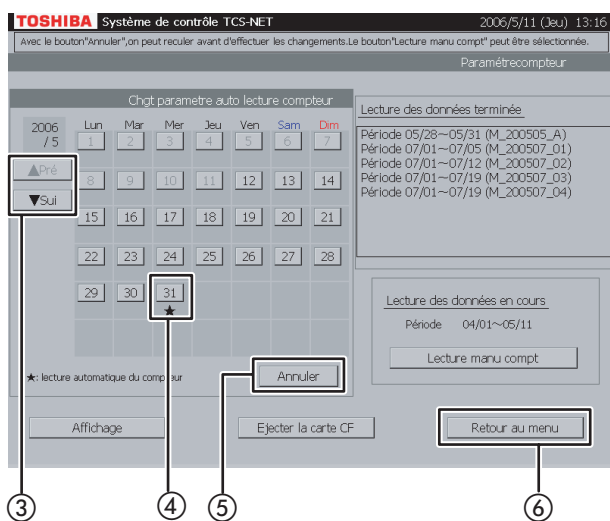 TOSHIBA Système de contrôle TCS-NET 2006/5/11 (Jeu) 13:16
Avec le bouton"Annuler",on peut reculer avant d'effectuer les changements.Le bouton"Lecture manu compt" peut être sélectionnée.
Paramétrecompteur
Chgt parametre auto lecture compteur
2006 / 5
Lun Mar Mer Jeu Ven Sam Dim
1 2 3 4 5 6 7
▲Pré
8 9 10 11 12 13 14
▼Sui
15 16 17 18 19 20 21
22 23 24 25 26 27 28
29 30 31
★
★: lecture automatique du compteur
Annuler
Lecture des données terminée
Période 05/28~05/31 (M_200505_A)
Période 07/01~07/05 (M_200507_01)
Période 07/01~07/12 (M_200507_02)
Période 07/01~07/19 (M_200507_03)
Période 07/01~07/19 (M_200507_04)
Lecture des données en cours
Période 04/01~05/11
Lecture manu compt
Affichage
Ejecter la carte CF
Retour au menu
③ ④ ⑤ ⑥